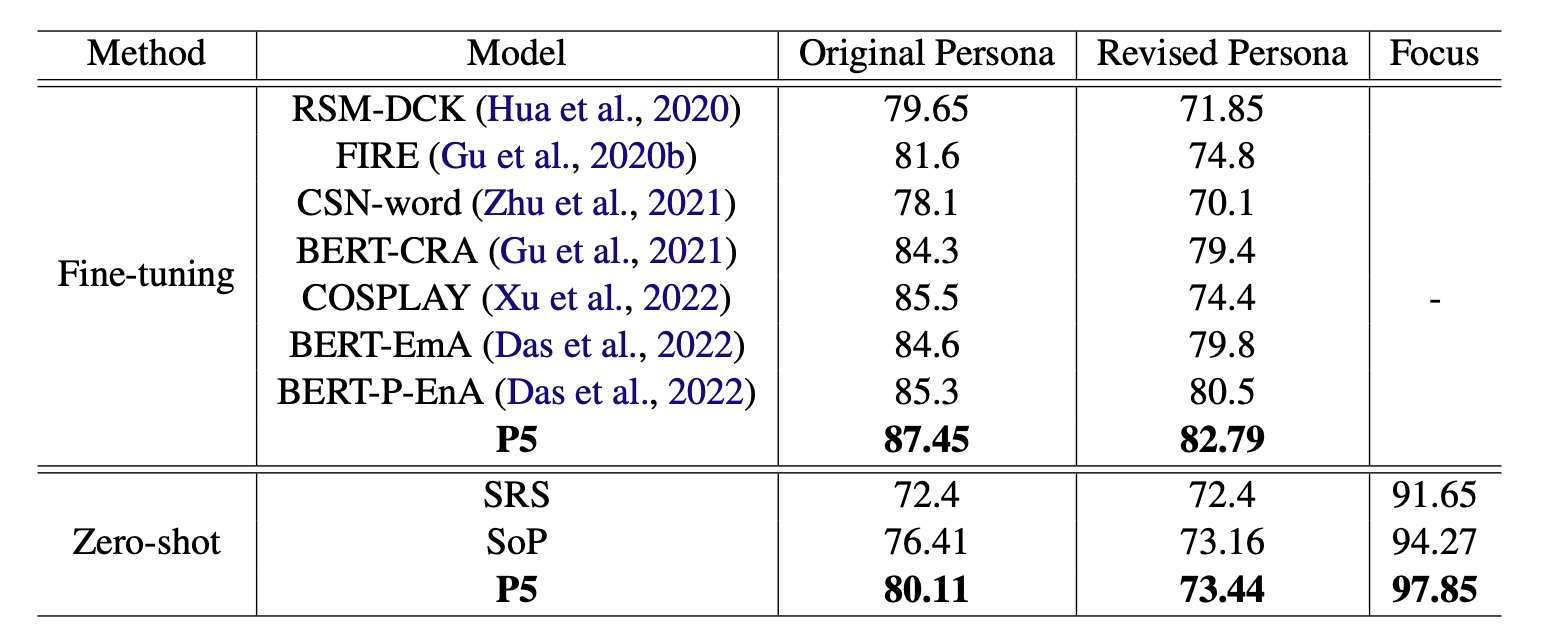 Method Model Original Persona Revised Persona Focus
RSM-DCK (Hua et al., 2020) 79.65 71.85
FIRE (Gu et al., 2020b) 81.6 74.8
CSN-word (Zhu et al., 2021) 78.1 70.1
BERT-CRA (Gu et al., 2021) 84.3 79.4
Fine-tuning
COSPLAY (Xu et al., 2022) 85.5 74.4 -
BERT-EmA (Das et al., 2022) 84.6 79.8
BERT-P-EnA (Das et al., 2022) 85.3 80.5
P5 87.45 82.79
SRS 72.4 72.4 91.65
Zero-shot SoP 76.41 73.16 94.27
P5 80.11 73.44 97.85